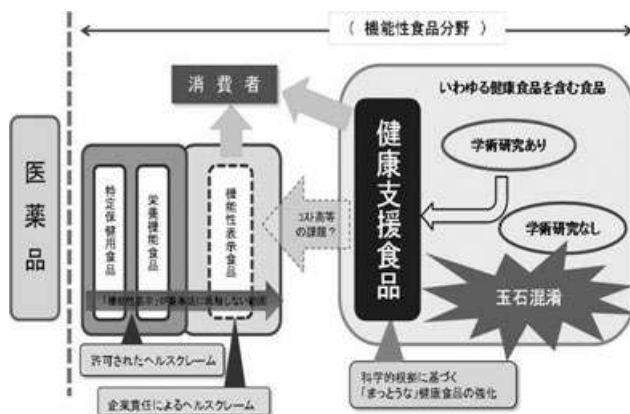 （ 機能性食品分野 ）
消 費 者
いわゆる健康食品を含む食品
医薬品
特定保健用食品
栄養機能食品
機能性表示食品
コスト高等
の課題？
健康支援食品
学術研究あり
学術研究なし
玉石混淆
許可されたヘルスクレーム
企業責任によるヘルスクレーム
科学的根拠に基づく
「まっとうな」健康食品の強化